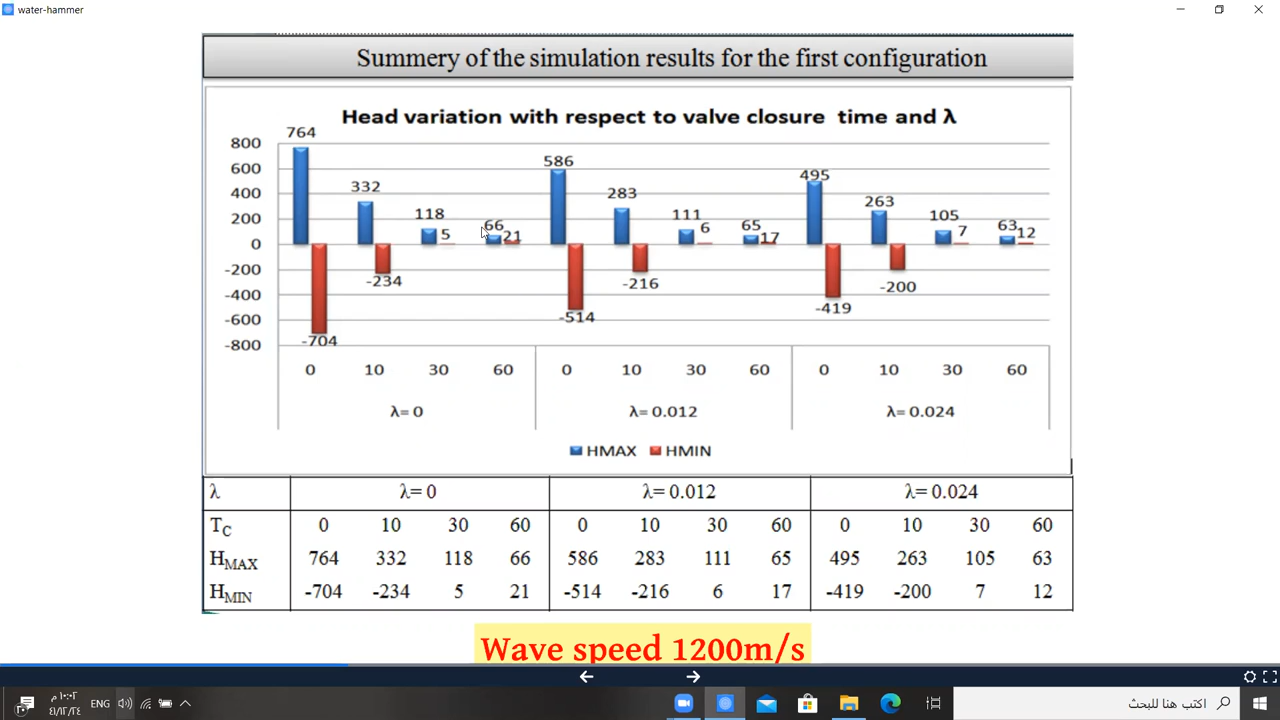 water-hammer
Summery of the simulation results for the first configuration
Head variation with respect to valve closure time and λ
764
800
600
400
200
0
-200
-400
-600
-800
332
118
5
66
21
-704
-234
586
283
111
6
65
17
-514
-216
495
263
105
7
63
12
-419
-200
0 10 30 60 0 10 30 60 0 10 30 60
λ= 0 λ= 0.012 λ= 0.024
HMAX HMIN
λ λ= 0 λ= 0.012 λ= 0.024
TC 0 10 30 60 0 10 30 60 0 10 30 60
HMAX 764 332 118 66 586 283 111 65 495 263 105 63
HMIN -704 -234 5 21 -514 -216 6 17 -419 -200 7 12
Wave speed 1200m/s
١٠:٠٢ م
ENG
اكتب هنا للبحث